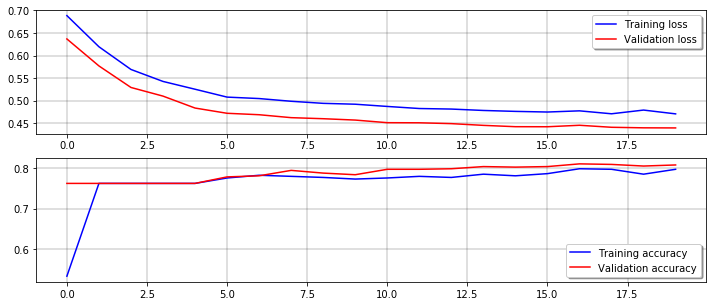 0.70
0.65
0.60
0.55
0.50
0.45
Training loss
Validation loss
0.0 2.5 5.0 7.5 10.0 12.5 15.0 17.5
0.8
0.7
0.6
Training accuracy
Validation accuracy
0.0 2.5 5.0 7.5 10.0 12.5 15.0 17.5